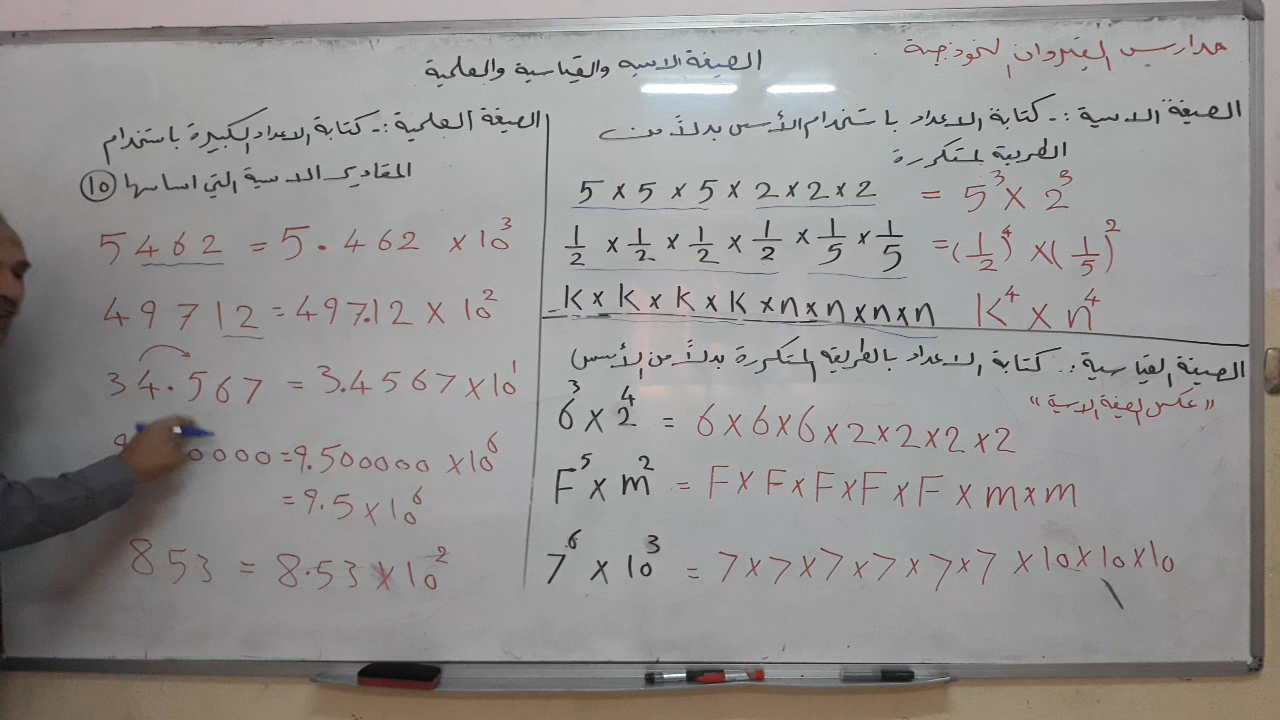 مدارس القيروان النموذجية
الصيغة الاسية والقياسية والعلمية
الصيغة الاسية :- كتابة الاعداد باستخدام الأسس بدلاً من
الطريقة المتكررة
5 × 5 × 5 × 2 × 2 × 2 = 5³ × 2³
1/2 × 1/2 × 1/2 × 1/2 × 1/5 × 1/5 = (1/2)⁴ × (1/5)²
k × k × k × k × n × n × n × n K⁴ × n⁴
الصيغة القياسية :. كتابة الاعداد بالطريقه المتكررة بدلاً من الأسس
"عكس الصيغة الاسية"
6³ × 2⁴ = 6 × 6 × 6 × 2 × 2 × 2 × 2
F⁵ × m² = F × F × F × F × F × m × m
7⁶ × 10³ = 7 × 7 × 7 × 7 × 7 × 7 × 10 × 10 × 10
الصيغة العلمية :- كتابة الاعداد الكبيرة باستخدام
المقادير الاسية التي اساسها 10
5462 = 5.462 × 10³
49712 = 497.12 × 10²
34.567 = 3.4567 × 10¹
0000 = 9.500000 × 10⁶
= 9.5 × 10⁶
853 = 8.53 × 10²